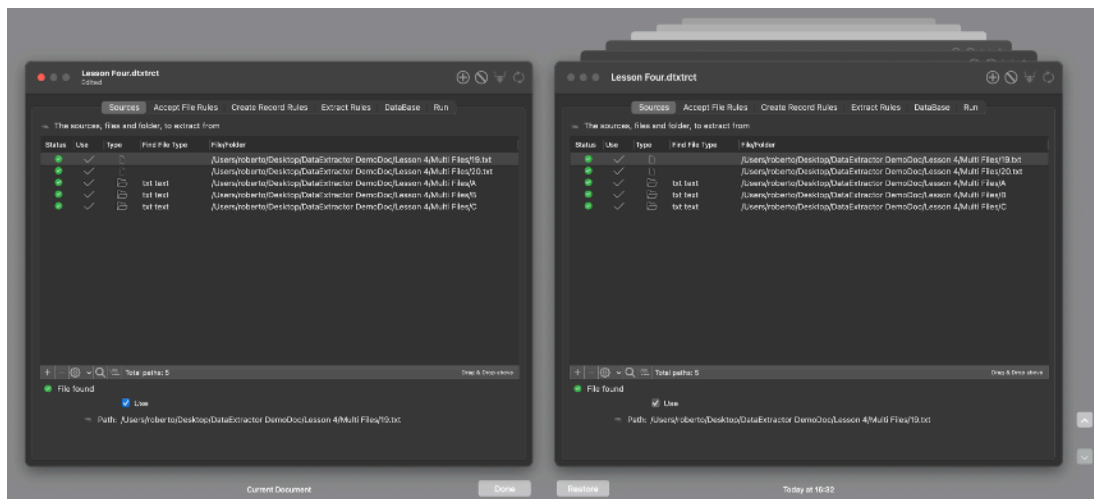 Lesson Four.dtxtrct
Edited
Sources Accept File Rules Create Record Rules Extract Rules DataBase Run
The sources, files and folder, to extract from
Status Use Type Find File Type File/Folder
/Users/roberto/Desktop/DataExtractor DemoDoc/Lesson 4/Multi Files/19.txt
/Users/roberto/Desktop/DataExtractor DemoDoc/Lesson 4/Multi Files/20.txt
txt text /Users/roberto/Desktop/DataExtractor DemoDoc/Lesson 4/Multi Files/A
txt text /Users/roberto/Desktop/DataExtractor DemoDoc/Lesson 4/Multi Files/B
txt text /Users/roberto/Desktop/DataExtractor DemoDoc/Lesson 4/Multi Files/C
Total paths: 5 Drag & Drop above
File found
Use
Path: /Users/roberto/Desktop/DataExtractor DemoDoc/Lesson 4/Multi Files/19.txt
Current Document Done
Lesson Four.dtxtrct
Sources Accept File Rules Create Record Rules Extract Rules DataBase Run
The sources, files and folder, to extract from
Status Use Type Find File Type File/Folder
/Users/roberto/Desktop/DataExtractor DemoDoc/Lesson 4/Multi Files/19.txt
/Users/roberto/Desktop/DataExtractor DemoDoc/Lesson 4/Multi Files/20.txt
txt text /Users/roberto/Desktop/DataExtractor DemoDoc/Lesson 4/Multi Files/A
txt text /Users/roberto/Desktop/DataExtractor DemoDoc/Lesson 4/Multi Files/B
txt text /Users/roberto/Desktop/DataExtractor DemoDoc/Lesson 4/Multi Files/C
Total paths: 5 Drag & Drop above
File found
Use
Path: /Users/roberto/Desktop/DataExtractor DemoDoc/Lesson 4/Multi Files/19.txt
Restore Today at 16:32